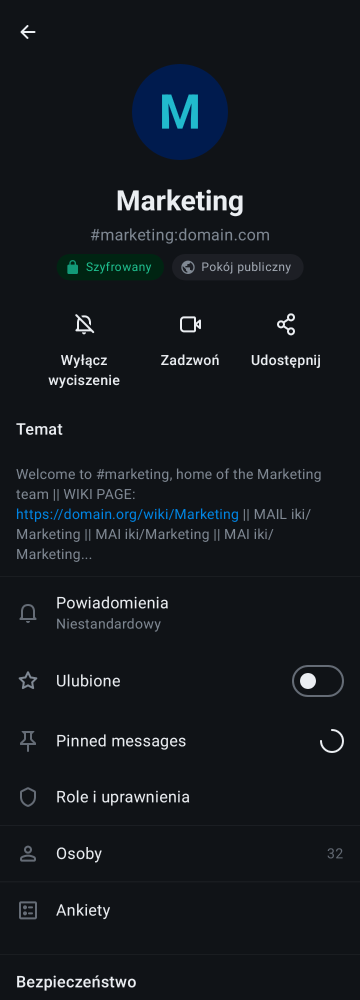 M
Marketing
#marketing:domain.com
Szyfrowany
Pokój publiczny
Wyłącz
wyciszenie
Zadzwoń
Udostępnij
Temat
Welcome to #marketing, home of the Marketing
team || WIKI PAGE:
https://domain.org/wiki/Marketing || MAIL iki/
Marketing || MAI iki/Marketing || MAI iki/
Marketing...
Powiadomienia
Niestandardowy
Ulubione
Pinned messages
Role i uprawnienia
Osoby 32
Ankiety
Bezpieczeństwo